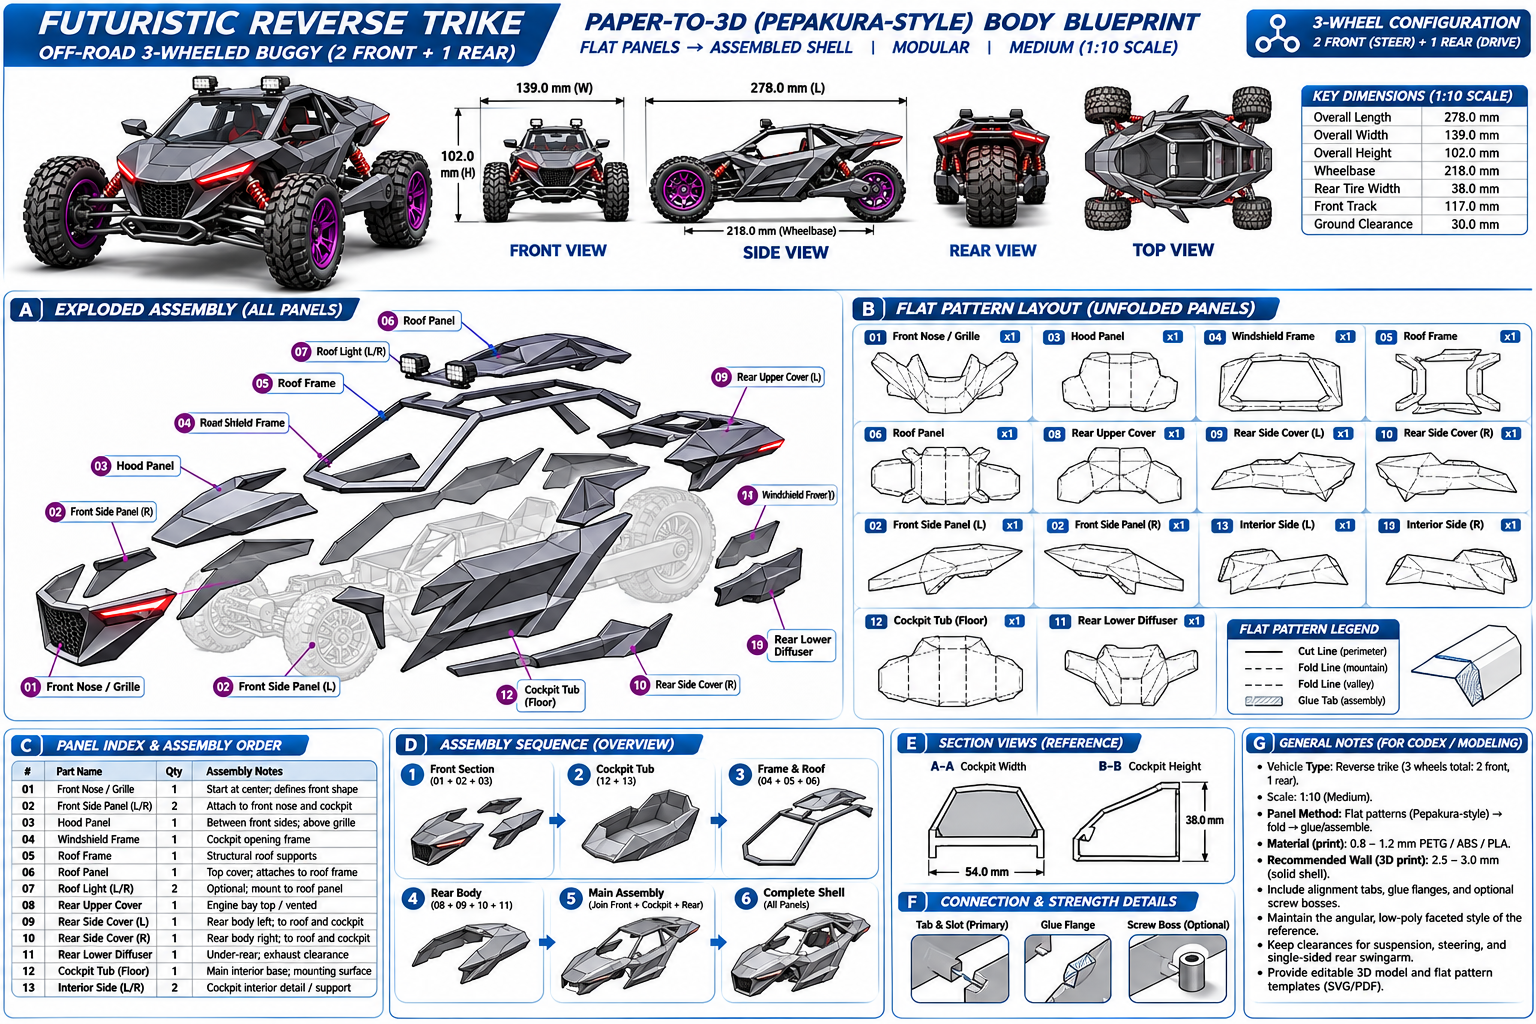 FUTURISTIC REVERSE TRIKE
OFF-ROAD 3-WHEELED BUGGY (2 FRONT + 1 REAR)
PAPER-TO-3D (PEPAKURA-STYLE) BODY BLUEPRINT
FLAT PANELS → ASSEMBLED SHELL | MODULAR | MEDIUM (1:10 SCALE)
3-WHEEL CONFIGURATION
2 FRONT (STEER) + 1 REAR (DRIVE)
139.0 mm (W)
102.0
mm (H)
FRONT VIEW
278.0 mm (L)
218.0 mm (Wheelbase)
SIDE VIEW
REAR VIEW
TOP VIEW
KEY DIMENSIONS (1:10 SCALE)
Overall Length 278.0 mm
Overall Width 139.0 mm
Overall Height 102.0 mm
Wheelbase 218.0 mm
Rear Tire Width 38.0 mm
Front Track 117.0 mm
Ground Clearance 30.0 mm
A EXPLODED ASSEMBLY (ALL PANELS)
06 Roof Panel
07 Roof Light (L/R)
05 Roof Frame
09 Rear Upper Cover (L)
04 Road Shield Frame
03 Hood Panel
02 Front Side Panel (R)
Windshield
01 Front Nose / Grille
02 Front Side Panel (L)
12 Cockpit Tub
(Floor)
10 Rear Side Cover (R)
19 Rear Lower
Diffuser
B FLAT PATTERN LAYOUT (UNFOLDED PANELS)
01 Front Nose / Grille x1
03 Hood Panel x1
04 Windshield Frame x1
05 Roof Frame x1
06 Roof Panel x1
08 Rear Upper Cover x1
09 Rear Side Cover (L) x1
10 Rear Side Cover (R) x1
02 Front Side Panel (L) x1
02 Front Side Panel (R) x1
13 Interior Side (L) x1
13 Interior Side (R) x1
12 Cockpit Tub (Floor) x1
11 Rear Lower Diffuser x1
FLAT PATTERN LEGEND
Cut Line (perimeter)
Fold Line (mountain)
Fold Line (valley)
Glue Tab (assembly)
C PANEL INDEX & ASSEMBLY ORDER
# Part Name Qty Assembly Notes
01 Front Nose / Grille 1 Start at center; defines front shape
02 Front Side Panel (L/R) 2 Attach to front nose and cockpit
03 Hood Panel 1 Between front sides; above grille
04 Windshield Frame 1 Cockpit opening frame
05 Roof Frame 1 Structural roof supports
06 Roof Panel 1 Top cover; attaches to roof frame
07 Roof Light (L/R) 2 Optional; mount to roof panel
08 Rear Upper Cover 1 Engine bay top / vented
09 Rear Side Cover (L) 1 Rear body left; to roof and cockpit
10 Rear Side Cover (R) 1 Rear body right; to roof and cockpit
11 Rear Lower Diffuser 1 Under-rear; exhaust clearance
12 Cockpit Tub (Floor) 1 Main interior base; mounting surface
13 Interior Side (L/R) 2 Cockpit interior detail / support
D ASSEMBLY SEQUENCE (OVERVIEW)
1 Front Section
(01 + 02 + 03)
2 Cockpit Tub
(12 + 13)
3 Frame & Roof
(04 + 05 + 06)
4 Rear Body
(08 + 09 + 10 + 11)
5 Main Assembly
(Join Front + Cockpit + Rear)
6 Complete Shell
(All Panels)
E SECTION VIEWS (REFERENCE)
A-A Cockpit Width
B-B Cockpit Height
54.0 mm
38.0 mm
F CONNECTION & STRENGTH DETAILS
Tab & Slot (Primary)
Glue Flange
Screw Boss (Optional)
G GENERAL NOTES (FOR CODEX / MODELING)
• Vehicle Type: Reverse trike (3 wheels total: 2 front,
1 rear).
• Scale: 1:10 (Medium).
• Panel Method: Flat patterns (Pepakura-style) →
fold → glue/assemble.
• Material (print): 0.8 – 1.2 mm PETG / ABS / PLA.
• Recommended Wall (3D print): 2.5 – 3.0 mm
(solid shell).
• Include alignment tabs, glue flanges, and optional
screw bosses.
• Maintain the angular, low-poly faceted style of the
reference.
• Keep clearances for suspension, steering, and
single-sided rear swingarm.
• Provide editable 3D model and flat pattern
templates (SVG/PDF).